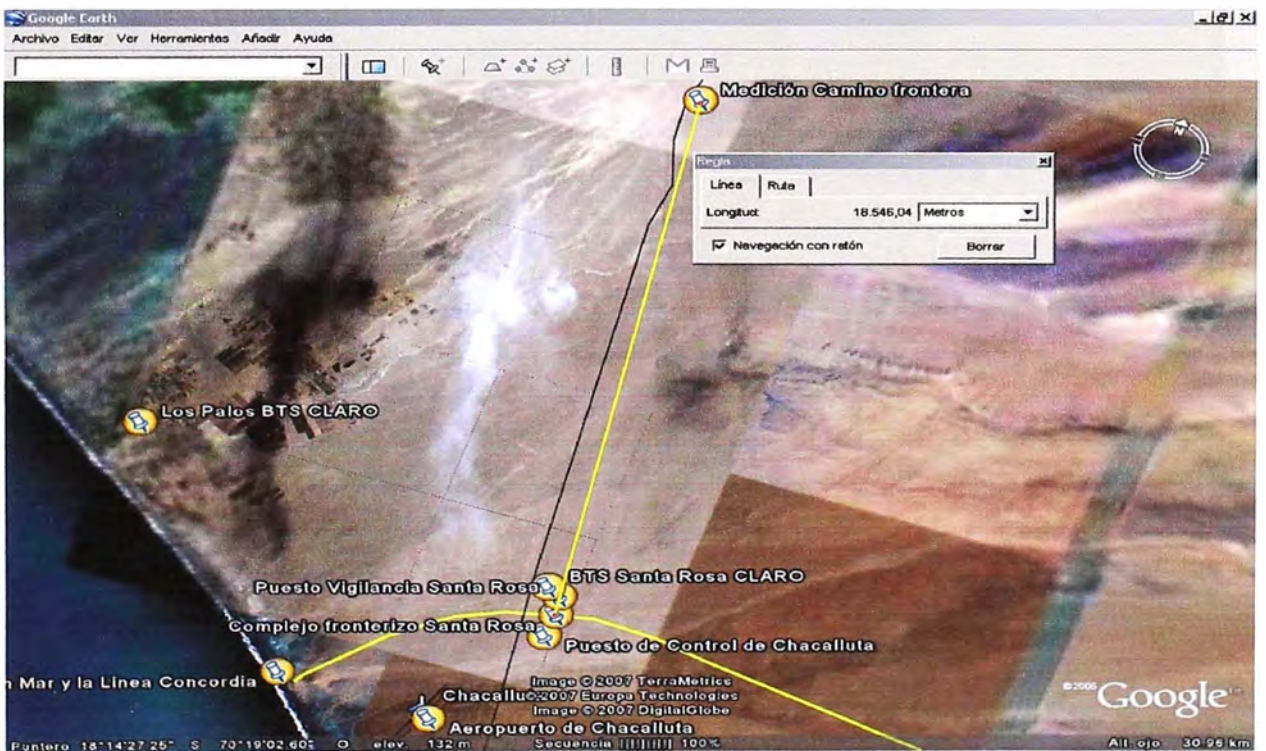 Google Earth
Archivo Editar Ver Herramientas Añadir Ayuda
Medición Camino frontera
Regla
Línea Ruta
Longitud: 18.546,04 Metros
Navegación con ratón Borrar
N
Los Palos BTS CLARO
Puesto Vigilancia Santa Rosa
BTS Santa Rosa CLARO
Complejo fronterizo Santa Rosa
Puesto de Control de Chacalluta
n Mar y la Linea Concordia
Image © 2007 TerraMetrics
Chacallu ©2007 Europa Technologies
Image © 2007 DigitalGlobe
Aeropuerto de Chacalluta
Google
Puntero 18°14'27.25" S 70°19'02.60" O elev. 132 m Secuencia 100% Alt. ojo 30.96 km